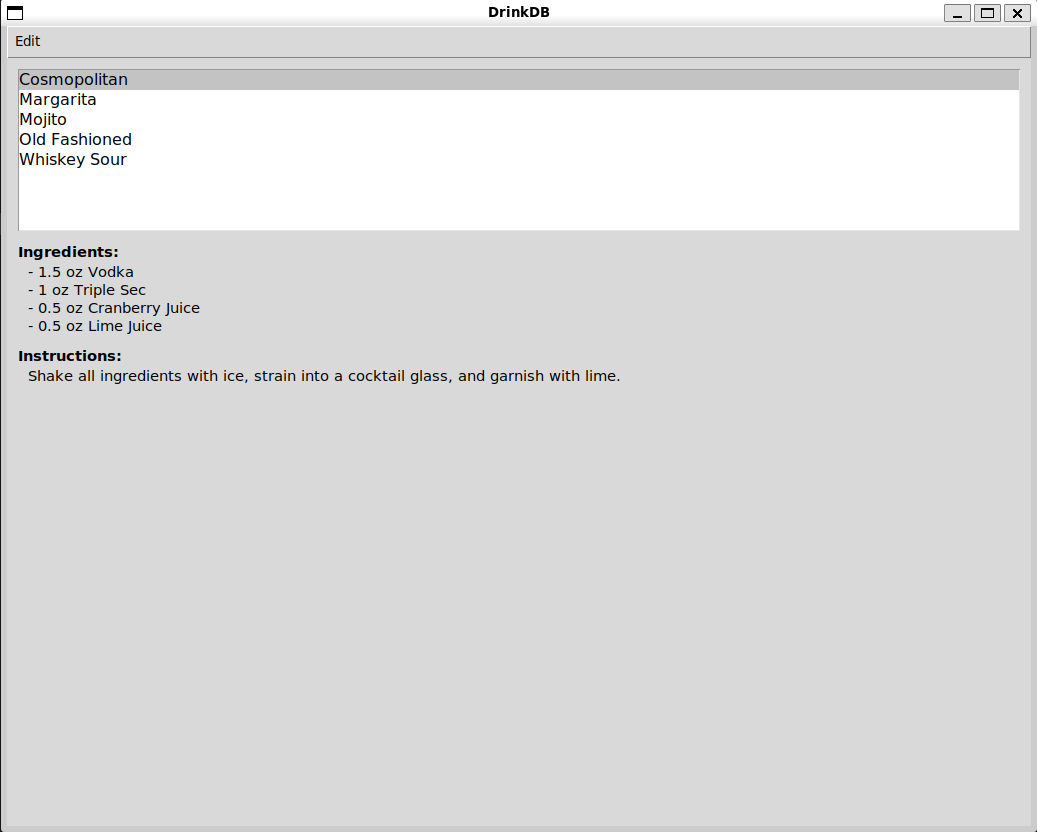 DrinkDB
Edit
Cosmopolitan
Margarita
Mojito
Old Fashioned
Whiskey Sour
Ingredients:
- 1.5 oz Vodka
- 1 oz Triple Sec
- 0.5 oz Cranberry Juice
- 0.5 oz Lime Juice
Instructions:
Shake all ingredients with ice, strain into a cocktail glass, and garnish with lime.